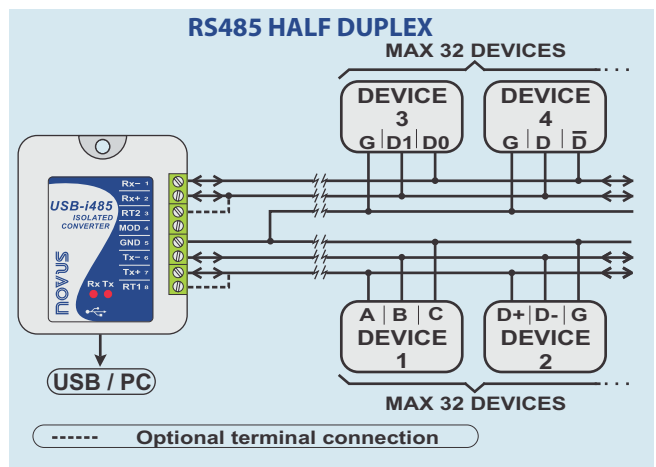 RS485 HALF DUPLEX
MAX 32 DEVICES
DEVICE
3
G D1 D0
DEVICE
4
G D D̅
USB-i485
ISOLATED
CONVERTER
novus
Rx Tx
Rx− 1
Rx+ 2
RT2 3
MOD 4
GND 5
Tx− 6
Tx+ 7
RT1 8
A B C
DEVICE
1
D+ D- G
DEVICE
2
MAX 32 DEVICES
USB / PC
Optional terminal connection